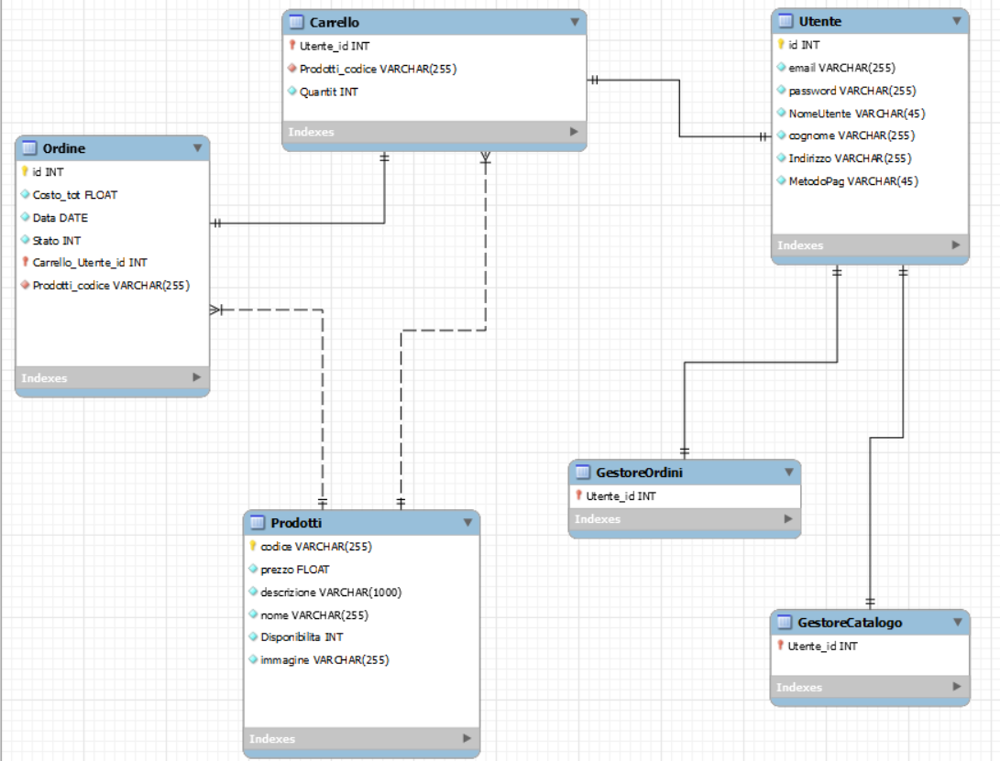 Carrello
Utente_id INT
Prodotti_codice VARCHAR(255)
Quantit INT
Indexes
Utente
id INT
email VARCHAR(255)
password VARCHAR(255)
NomeUtente VARCHAR(45)
cognome VARCHAR(255)
Indirizzo VARCHAR(255)
MetodoPag VARCHAR(45)
Indexes
Ordine
id INT
Costo_tot FLOAT
Data DATE
Stato INT
Carrello_Utente_id INT
Prodotti_codice VARCHAR(255)
Indexes
GestoreOrdini
Utente_id INT
Indexes
Prodotti
codice VARCHAR(255)
prezzo FLOAT
descrizione VARCHAR(1000)
nome VARCHAR(255)
Disponibilita INT
immagine VARCHAR(255)
Indexes
GestoreCatalogo
Utente_id INT
Indexes